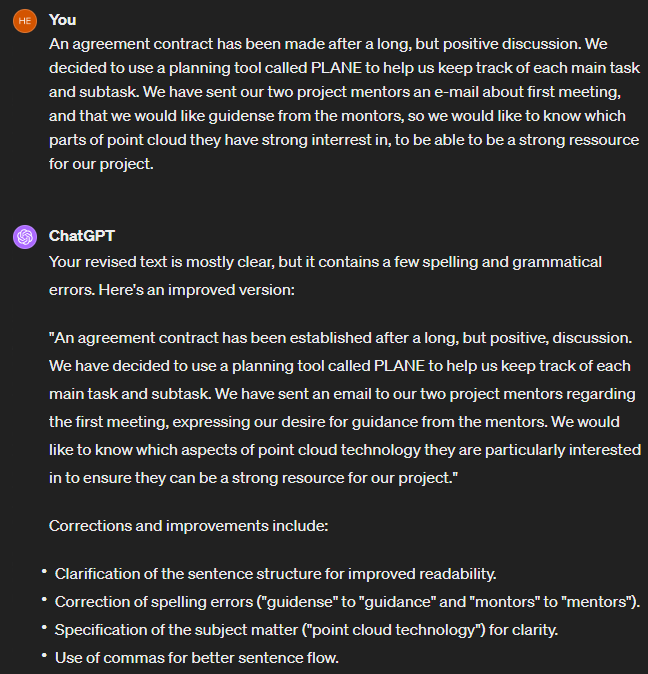 HE You
An agreement contract has been made after a long, but positive discussion. We
decided to use a planning tool called PLANE to help us keep track of each main task
and subtask. We have sent our two project mentors an e-mail about first meeting,
and that we would like guidense from the montors, so we would like to know which
parts of point cloud they have strong interrest in, to be able to be a strong ressource
for our project.
ChatGPT
Your revised text is mostly clear, but it contains a few spelling and grammatical
errors. Here's an improved version:
"An agreement contract has been established after a long, but positive, discussion.
We have decided to use a planning tool called PLANE to help us keep track of each
main task and subtask. We have sent an email to our two project mentors regarding
the first meeting, expressing our desire for guidance from the mentors. We would
like to know which aspects of point cloud technology they are particularly interested
in to ensure they can be a strong resource for our project."
Corrections and improvements include:
• Clarification of the sentence structure for improved readability.
• Correction of spelling errors ("guidense" to "guidance" and "montors" to "mentors").
• Specification of the subject matter ("point cloud technology") for clarity.
• Use of commas for better sentence flow.